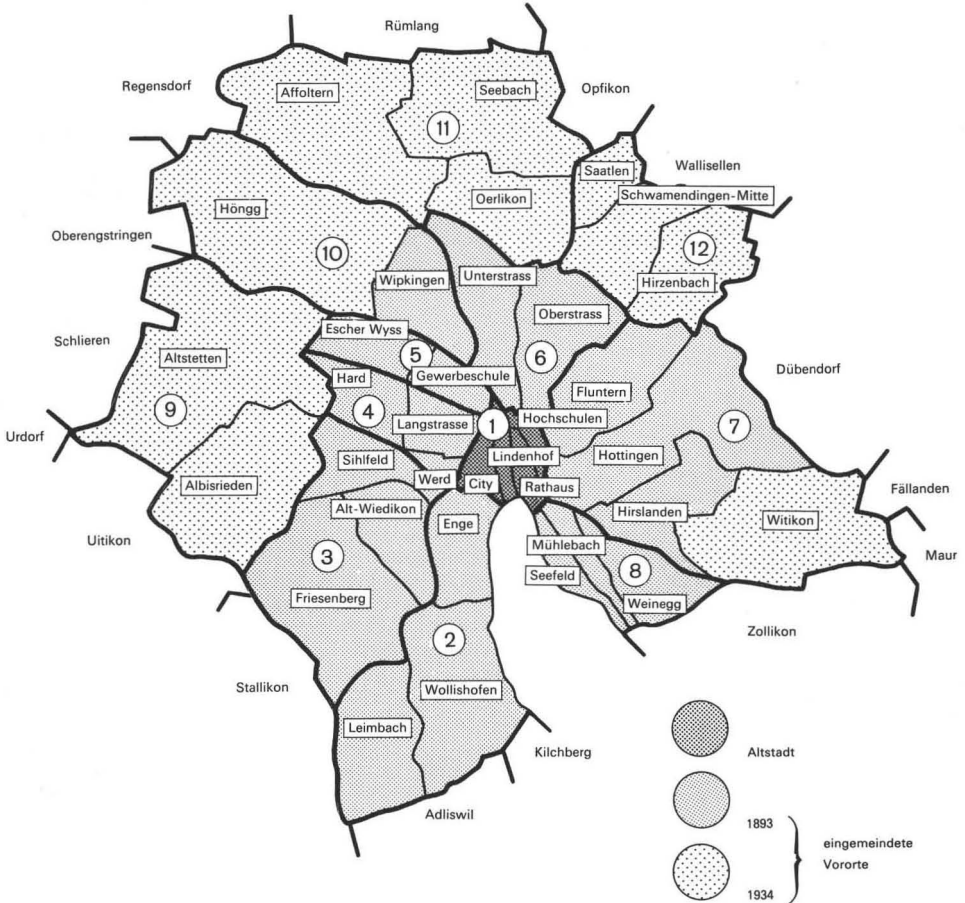 Rümlang
Regensdorf
Affoltern
Seebach
Opfikon
11
Saatlen
Wallisellen
Schwamendingen-Mitte
Höngg
Oerlikon
Oberengstringen
10
12
Wipkingen
Unterstrass
Hirzenbach
Oberstrass
Schlieren
Escher Wyss
Altstetten
5
6
Dübendorf
Hard
Gewerbeschule
Fluntern
9
4
Langstrasse
1
Hochschulen
7
Urdorf
Sihlfeld
Lindenhof
Hottingen
Albisrieden
Werd
City
Rathaus
Fällanden
Alt-Wiedikon
Enge
Hirslanden
Witikon
Uitikon
3
Mühlebach
Maur
Friesenberg
Seefeld
8
Weinegg
2
Zollikon
Stallikon
Wollishofen
Leimbach
Kilchberg
Adliswil
Altstadt
1893
eingemeindete
Vororte
1934